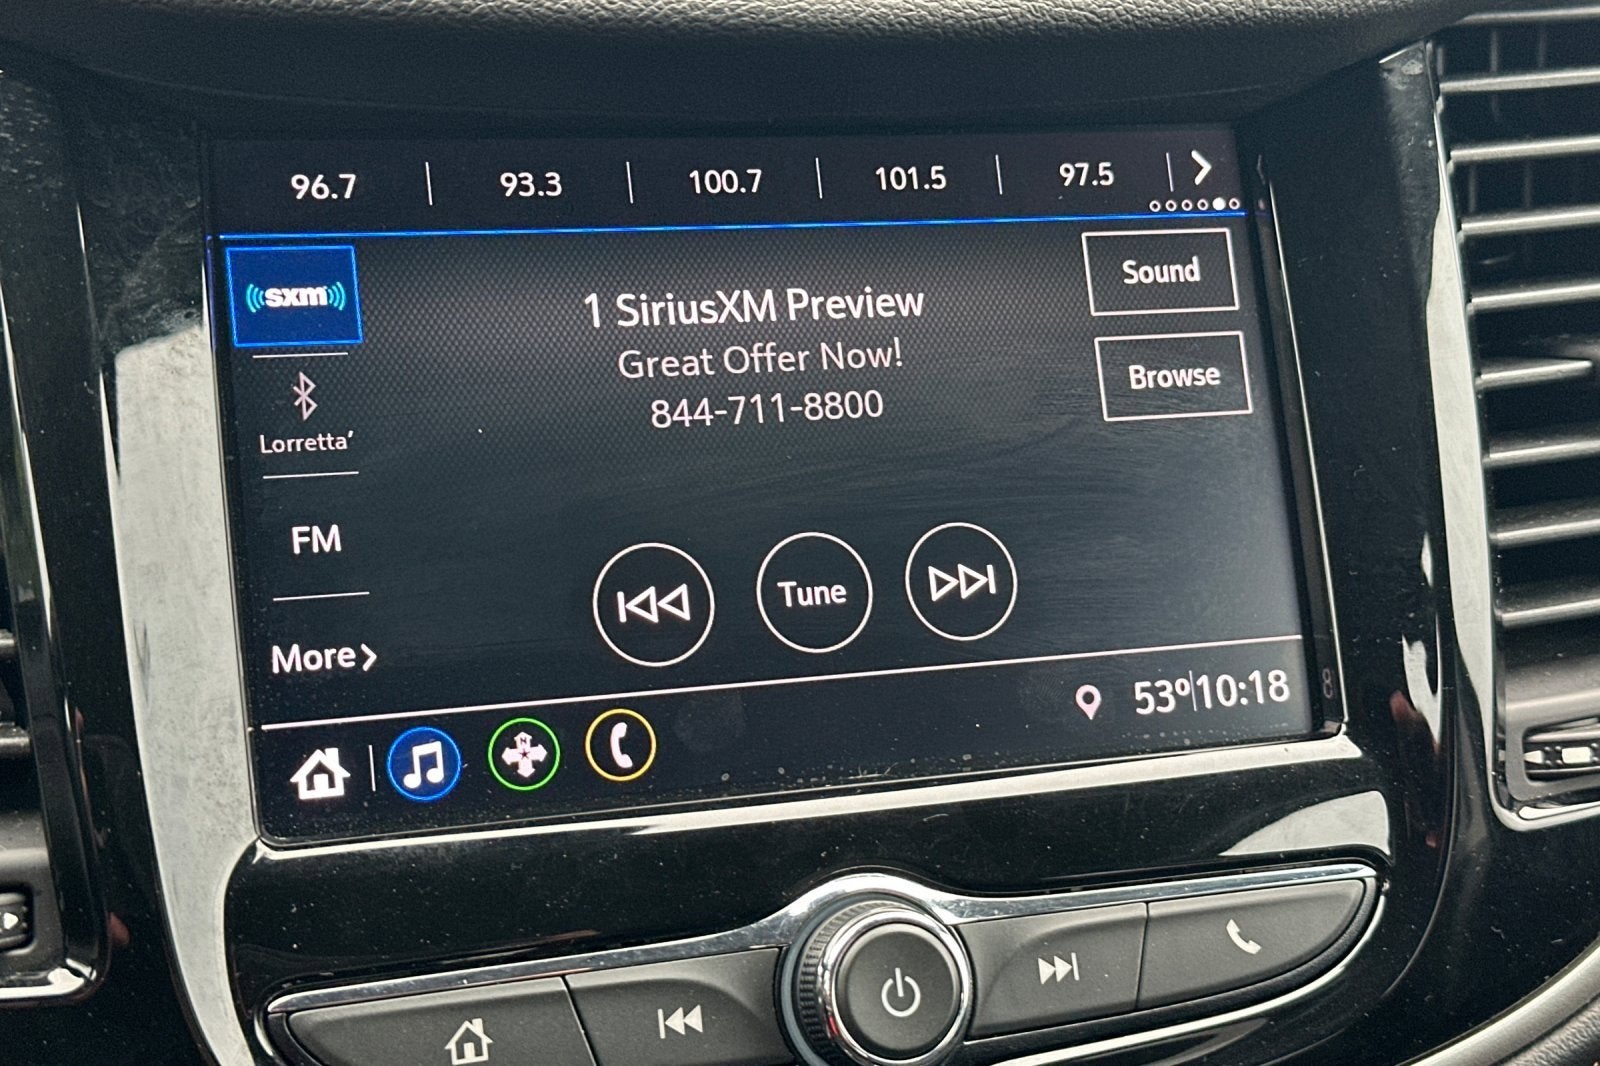 96.7 93.3 100.7 101.5 97.5
sxm
1 SiriusXM Preview
Great Offer Now!
844-711-8800
Sound
Browse
Lorretta’
FM
More
Tune
N
53º 10:18